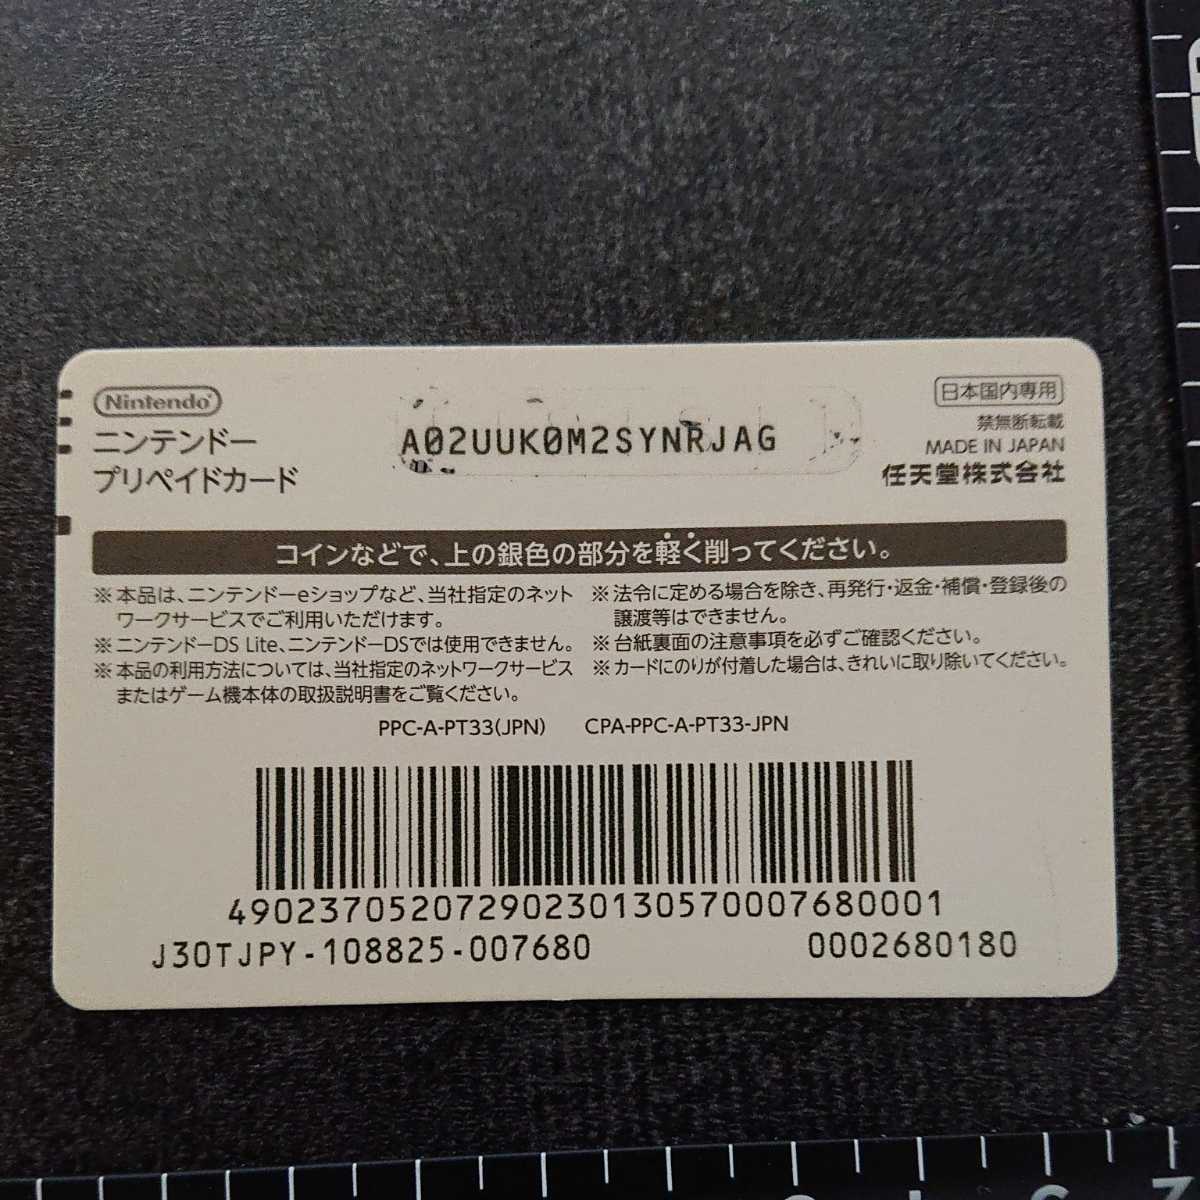 Nintendo
ニンテンドー
プリペイドカード
A02UUK0M2SYNRJAG
日本国内専用
禁無断転載
MADE IN JAPAN
任天堂株式会社
コインなどで、上の銀色の部分を軽く削ってください。
※本品は、ニンテンドーeショップなど、当社指定のネット
ワークサービスでご利用いただけます。
※ニンテンドーDS Lite、ニンテンドーDSでは使用できません。
※本品の利用方法については、当社指定のネットワークサービス
またはゲーム機本体の取扱説明書をご覧ください。
※法令に定める場合を除き、再発行・返金・補償・登録後の
譲渡等はできません。
※台紙裏面の注意事項を必ずご確認ください。
※カードにのりが付着した場合は、きれいに取り除いてください。
PPC-A-PT33(JPN) CPA-PPC-A-PT33-JPN
49023705207290230130570007680001
J30TJPY-108825-007680 0002680180